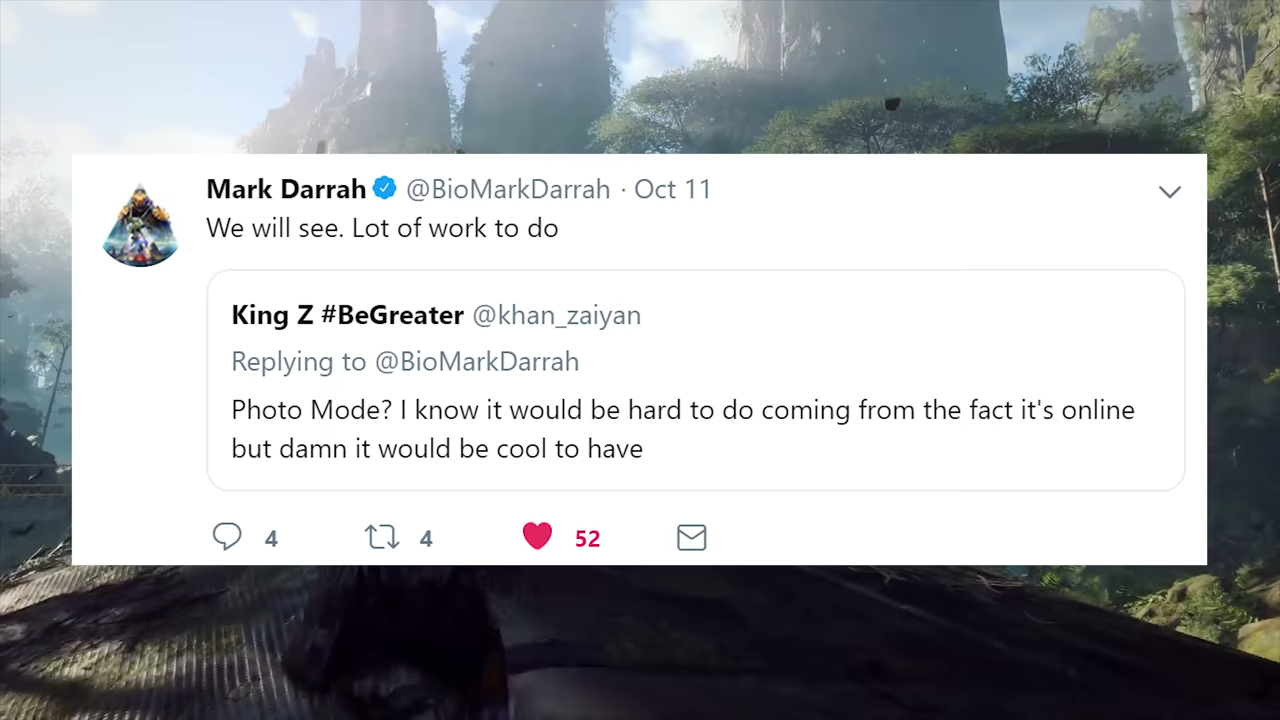 Mark Darrah @BioMarkDarrah · Oct 11
We will see. Lot of work to do
King Z #BeGreater @khan_zaiyan
Replying to @BioMarkDarrah
Photo Mode? I know it would be hard to do coming from the fact it's online
but damn it would be cool to have
4 4 52